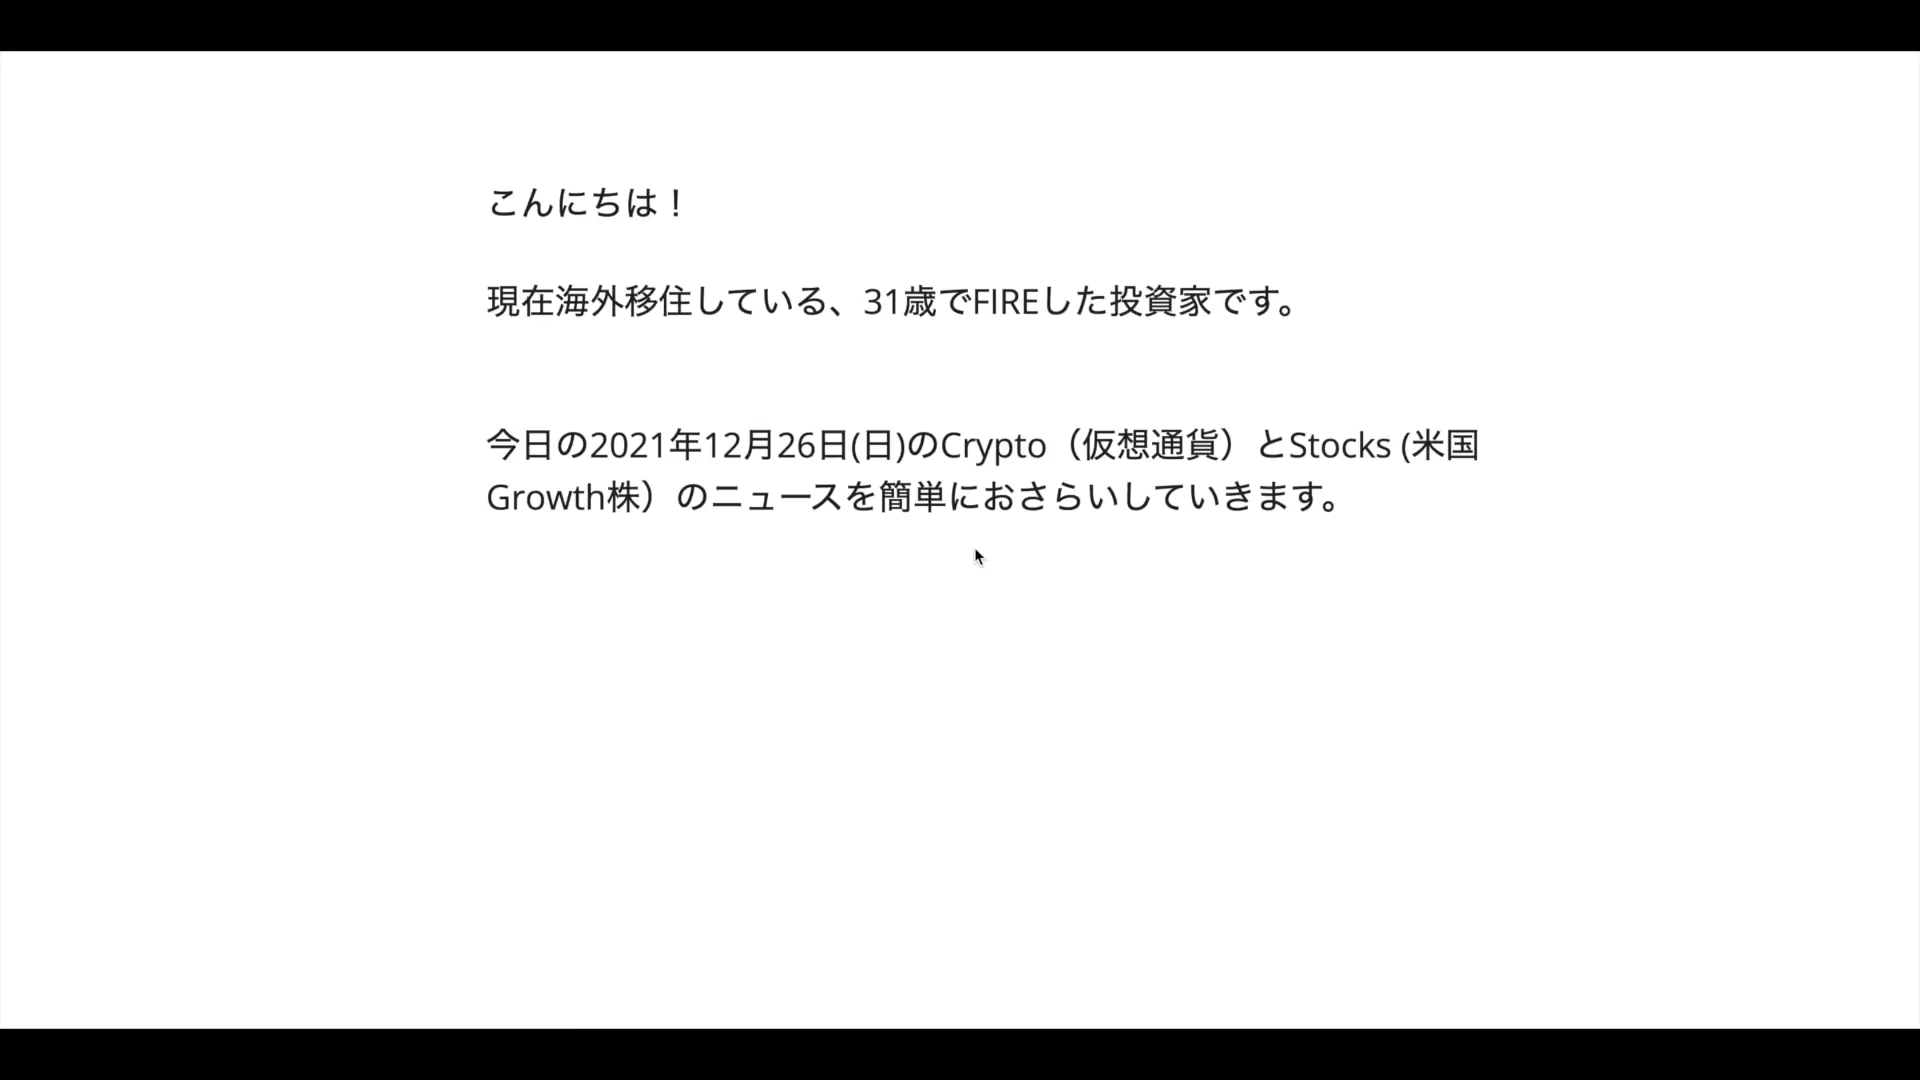 こんにちは！
現在海外移住している、31歳でFIREした投資家です。
今日の2021年12月26日(日)のCrypto（仮想通貨）とStocks (米国
Growth株）のニュースを簡単におさらいしていきます。